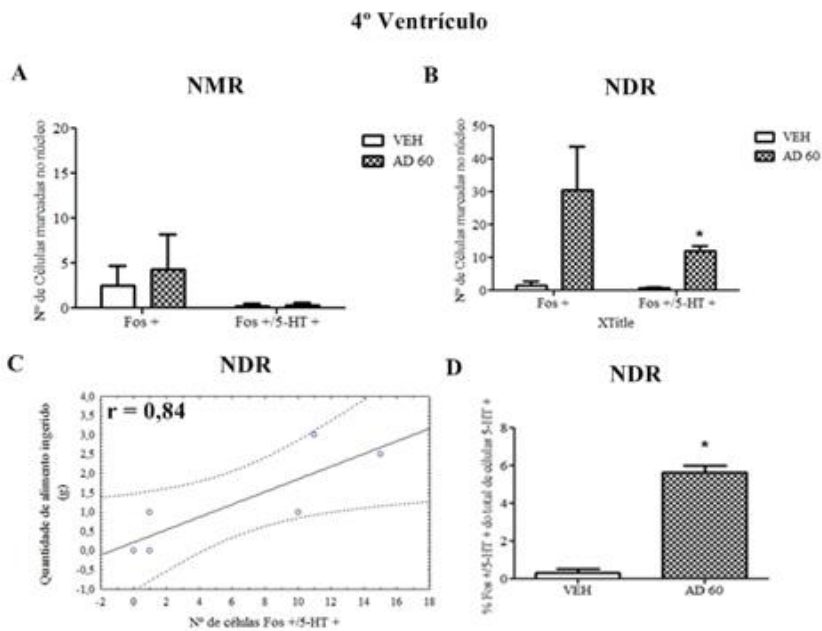 4º Ventrículo
A
NMR
Nº de Células marcadas no núcleo
20
15
10
5
0
Fos +
Fos +/5-HT +
VEH
AD 60
B
NDR
Nº de Células marcadas no núcleo
50
40
30
20
10
0
Fos +
Fos +/5-HT +
XTitle
VEH
AD 60
*
C
NDR
r = 0,84
Quantidade de alimento ingerido
(g)
4,0
3,5
3,0
2,5
2,0
1,5
1,0
0,5
0,0
-0,5
-1,0
-2 0 2 4 6 8 10 12 14 16 18
Nº de células Fos +/5-HT +
D
NDR
% Fos +/5-HT + do total de células 5-HT +
8
6
4
2
0
*
VEH
AD 60